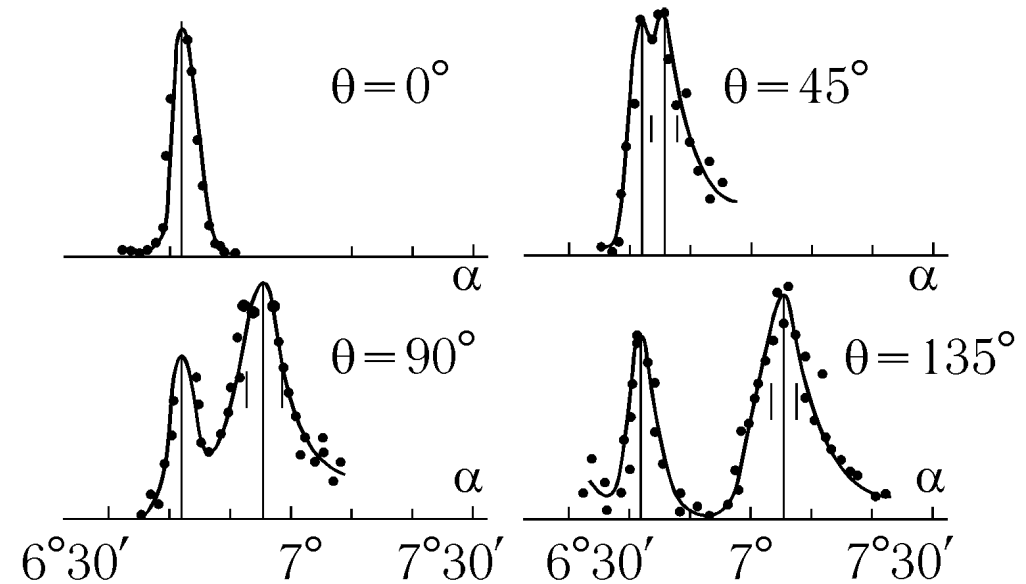 θ = 0°
θ = 45°
α
α
θ = 90°
θ = 135°
α
α
6°30′ 7° 7°30′
6°30′ 7° 7°30′